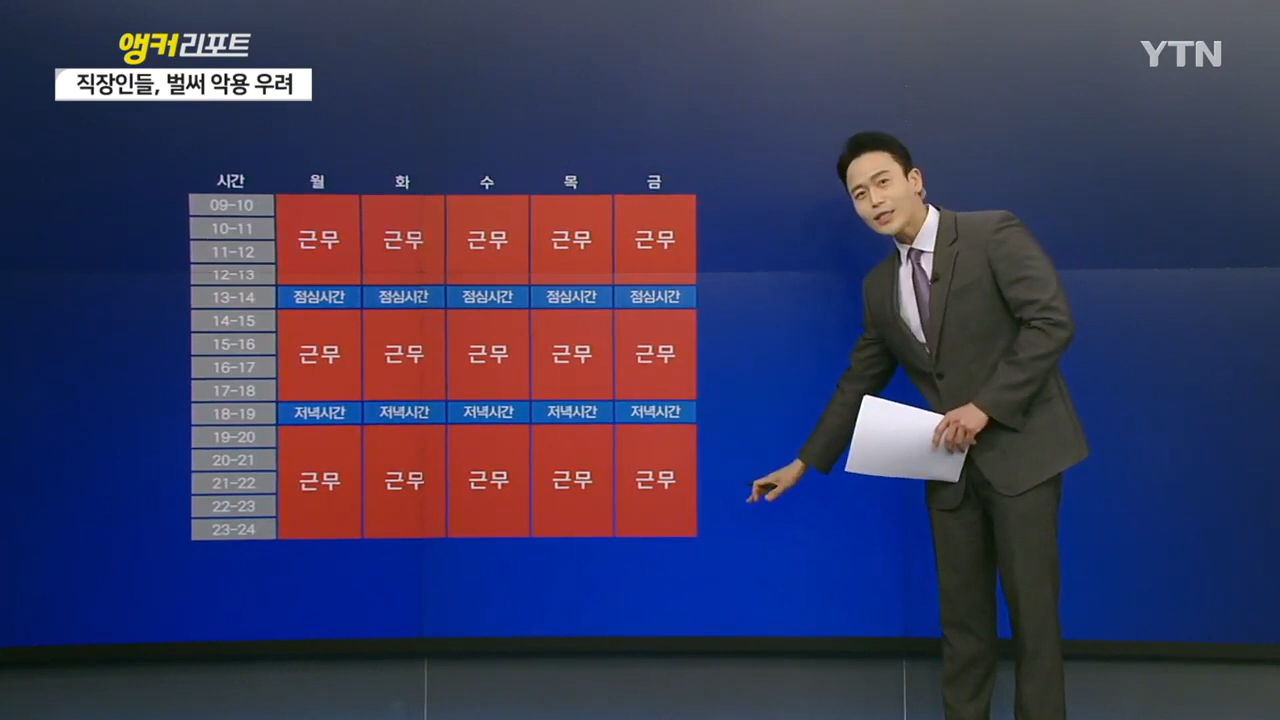 앵커리포트
YTN
직장인들, 벌써 악용 우려
시간 월 화 수 목 금
09-10
10-11 근무 근무 근무 근무 근무
11-12
12-13
13-14 점심시간 점심시간 점심시간 점심시간 점심시간
14-15
15-16 근무 근무 근무 근무 근무
16-17
17-18
18-19 저녁시간 저녁시간 저녁시간 저녁시간 저녁시간
19-20
20-21
21-22 근무 근무 근무 근무 근무
22-23
23-24